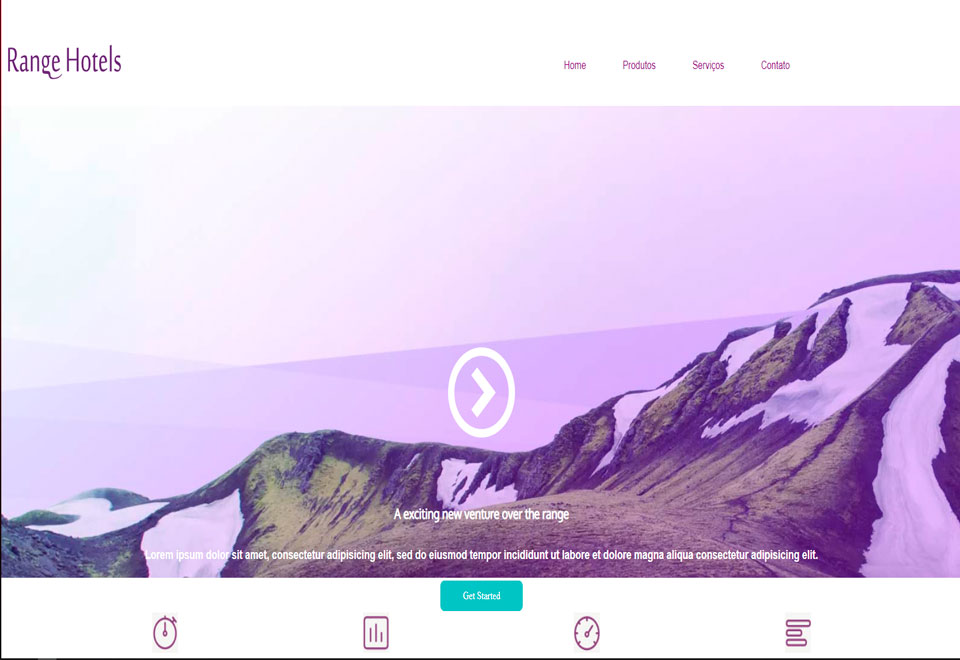 Range Hotels
Home Produtos Serviços Contato
A exciting new venture over the range
Lorem ipsum dolor sit amet, consectetur adipisicing elit, sed do eiusmod tempor incididunt ut labore et dolore magna aliqua consectetur adipisicing elit.
Get Started